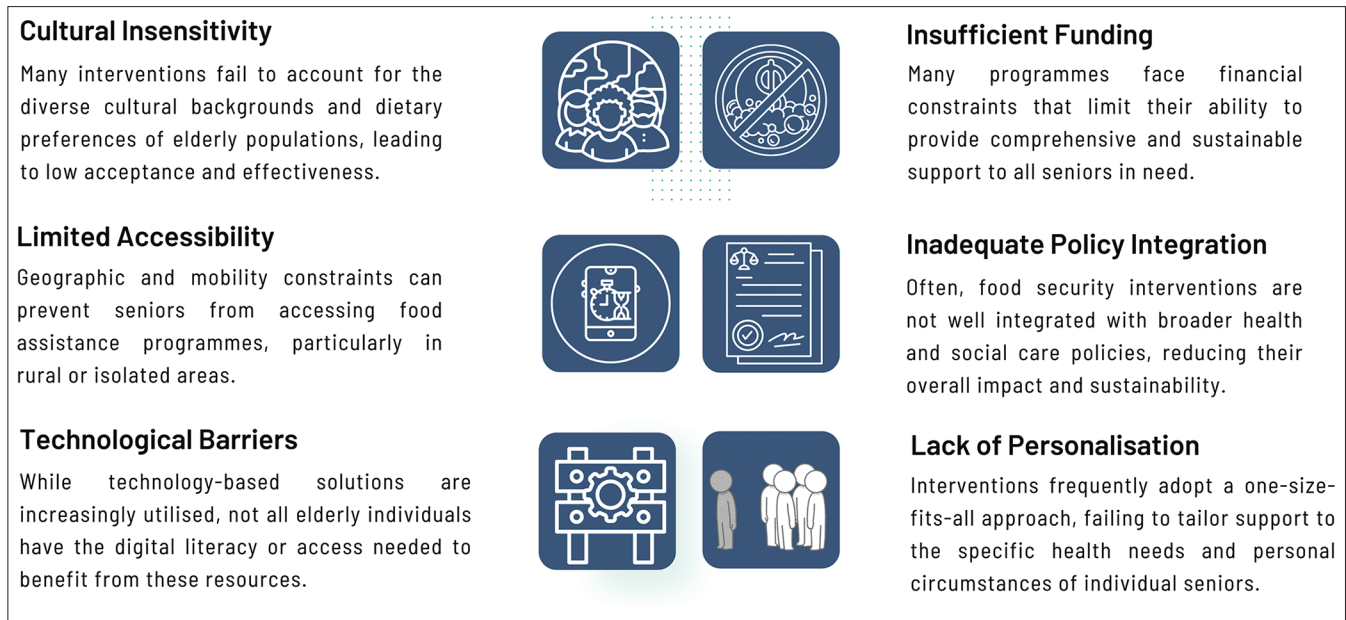 Cultural Insensitivity
Many interventions fail to account for the
diverse cultural backgrounds and dietary
preferences of elderly populations, leading
to low acceptance and effectiveness.
Limited Accessibility
Geographic and mobility constraints can
prevent seniors from accessing food
assistance programmes, particularly in
rural or isolated areas.
Technological Barriers
While technology-based solutions are
increasingly utilised, not all elderly individuals
have the digital literacy or access needed to
benefit from these resources.
Insufficient Funding
Many programmes face financial
constraints that limit their ability to
provide comprehensive and sustainable
support to all seniors in need.
Inadequate Policy Integration
Often, food security interventions are
not well integrated with broader health
and social care policies, reducing their
overall impact and sustainability.
Lack of Personalisation
Interventions frequently adopt a one-size-
fits-all approach, failing to tailor support to
the specific health needs and personal
circumstances of individual seniors.